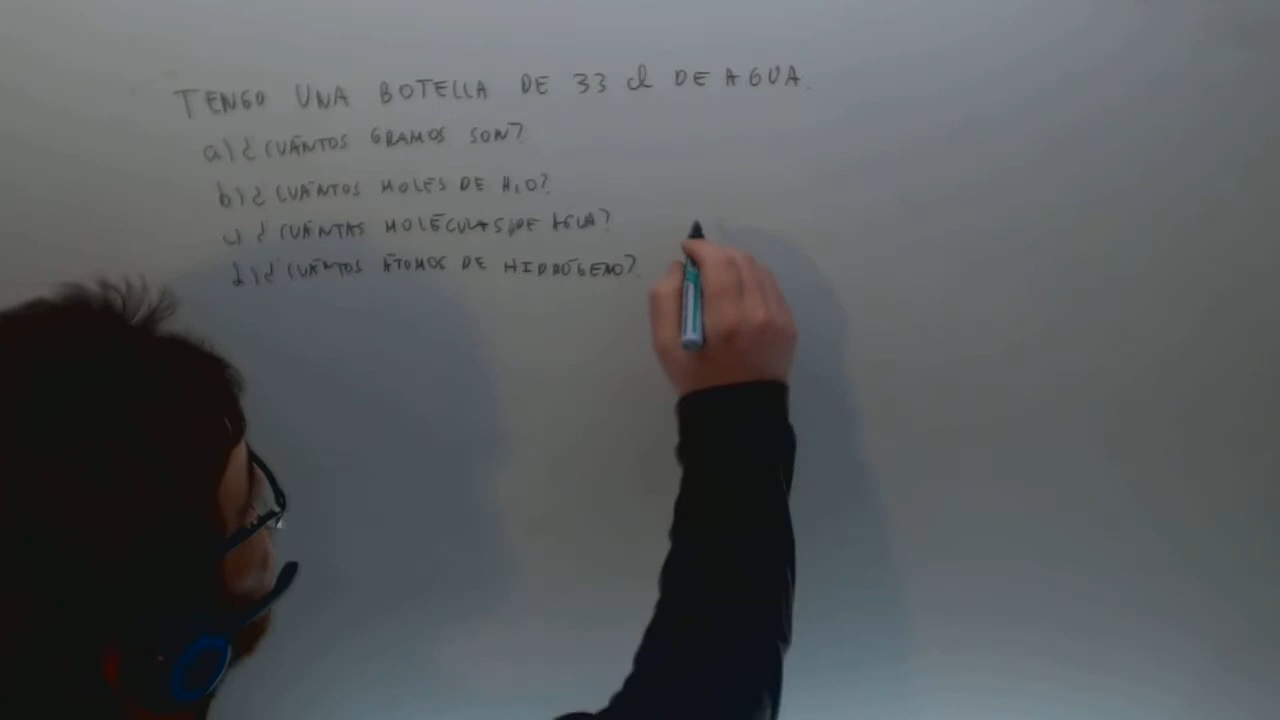 TENGO UNA BOTELLA DE 33 cl DE AGUA.
a) ¿CUÁNTOS GRAMOS SON?
b) ¿CUÁNTOS MOLES DE H₂O?
c) ¿CUÁNTAS MOLÉCULAS DE AGUA?
d) ¿CUÁNTOS ÁTOMOS DE HIDRÓGENO?